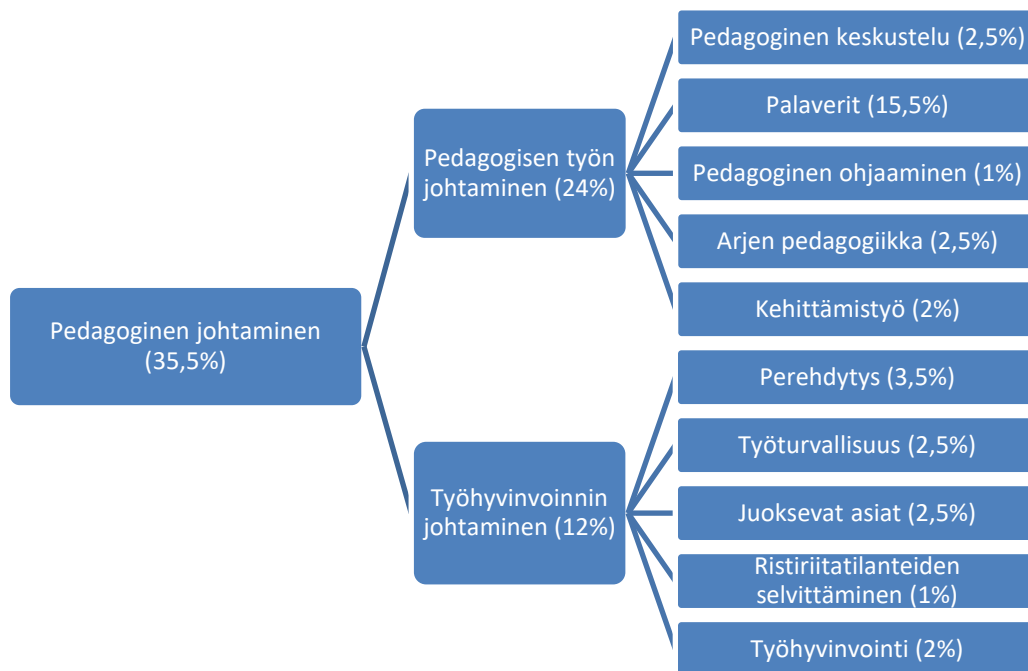 Pedagoginen johtaminen
(35,5%)
Pedagogisen työn
johtaminen (24%)
Pedagoginen keskustelu (2,5%)
Palaverit (15,5%)
Pedagoginen ohjaaminen (1%)
Arjen pedagogiikka (2,5%)
Kehittämistyö (2%)
Työhyvinvoinnin
johtaminen (12%)
Perehdytys (3,5%)
Työturvallisuus (2,5%)
Juoksevat asiat (2,5%)
Ristiriitatilanteiden
selvittäminen (1%)
Työhyvinvointi (2%)